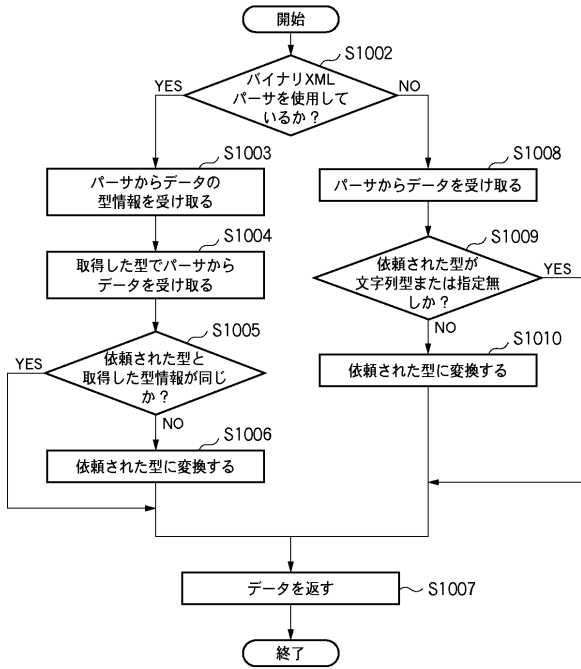 開始
S1002
バイナリXML
パーサを使用して
いるか？
YES
NO
S1003
パーサからデータの
型情報を受け取る
S1008
パーサからデータを受け取る
S1004
取得した型でパーサから
データを受け取る
S1009
依頼された型が
文字列型または指定無
しか？
YES
NO
S1005
依頼された型と
取得した型情報が同じ
か？
YES
NO
S1010
依頼された型に変換する
S1006
依頼された型に変換する
データを返す
S1007
終了